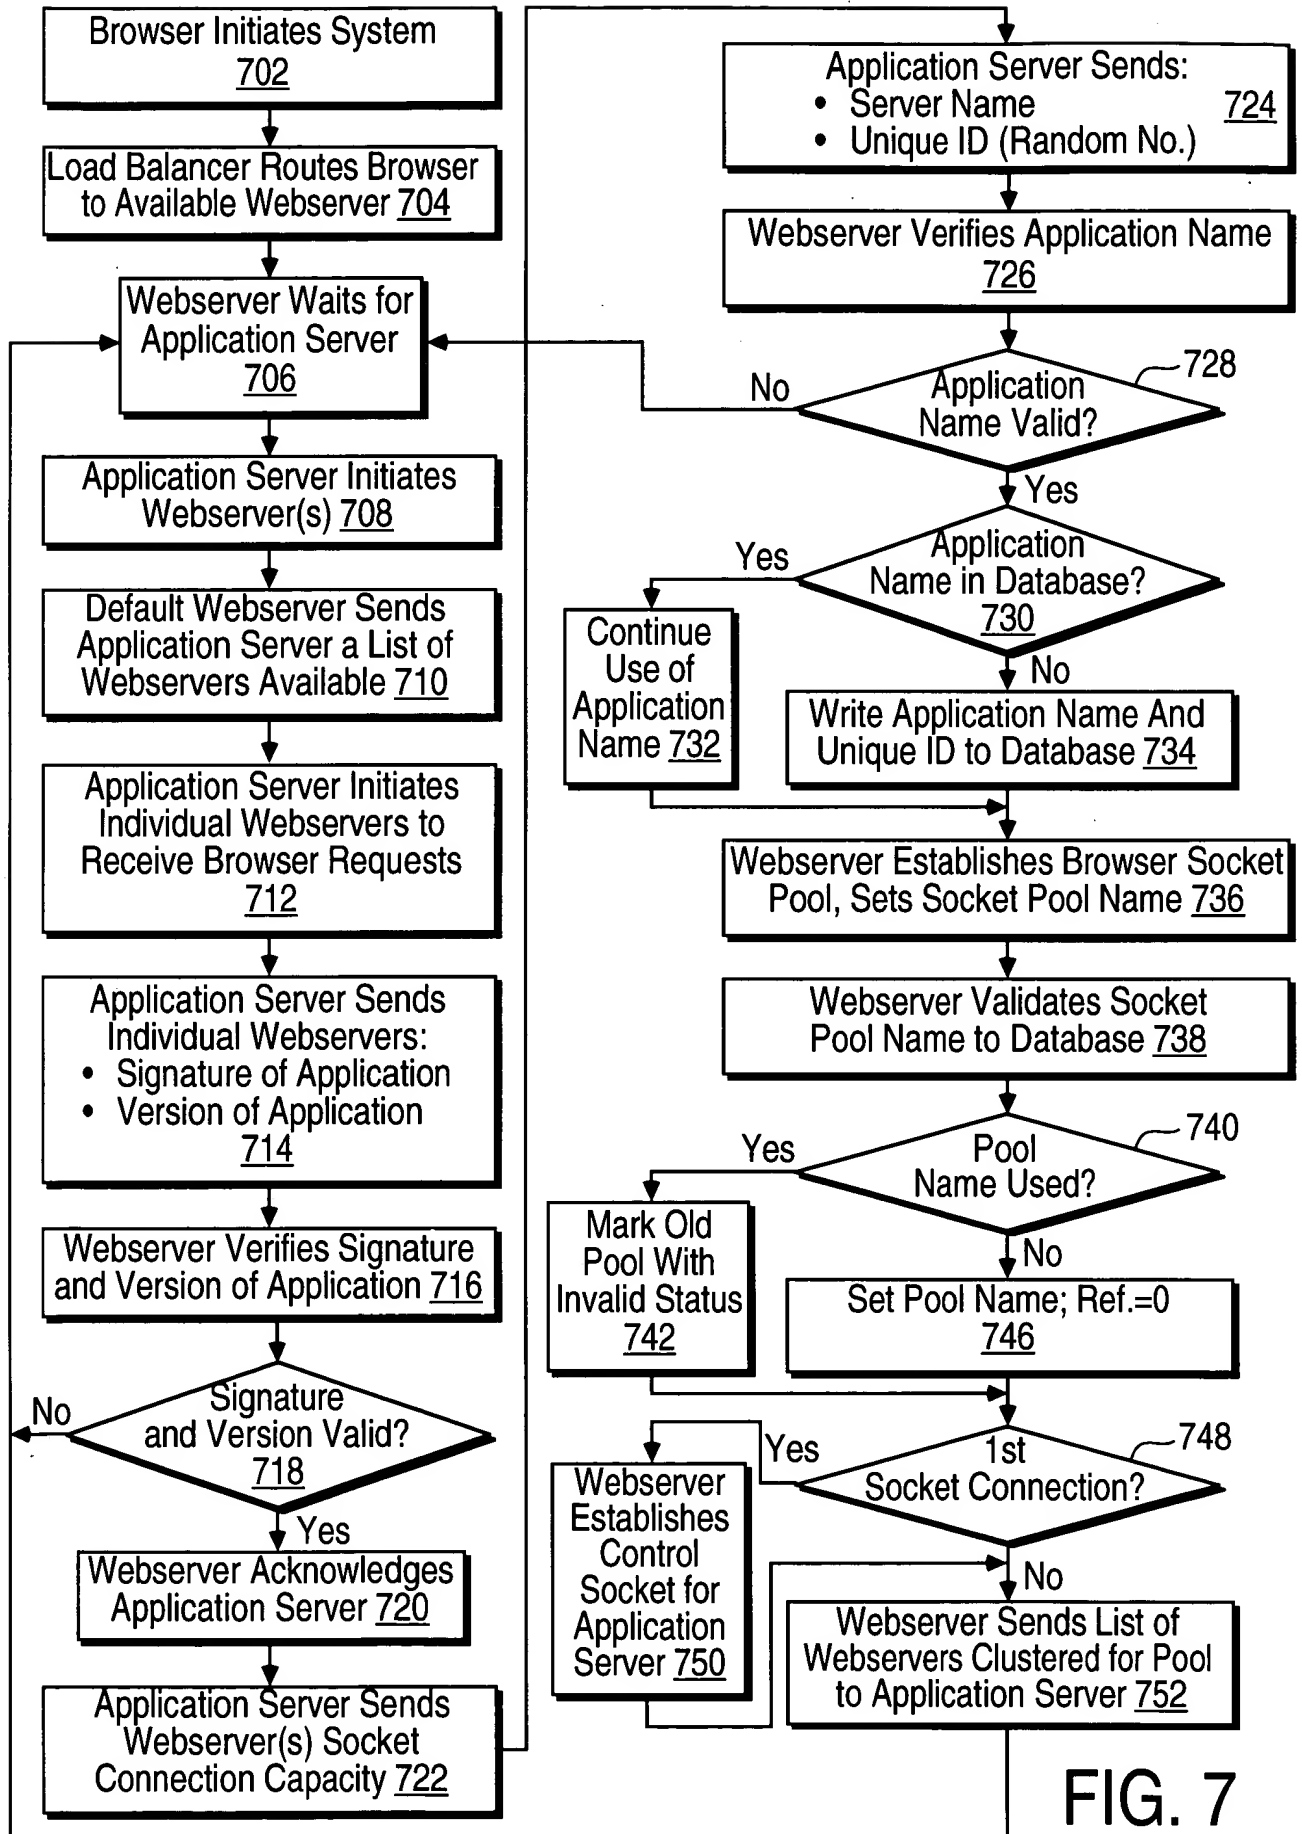 Browser Initiates System
702
Load Balancer Routes Browser
to Available Webserver 704
Webserver Waits for
Application Server
706
Application Server Initiates
Webserver(s) 708
Default Webserver Sends
Application Server a List of
Webservers Available 710
Application Server Initiates
Individual Webservers to
Receive Browser Requests
712
Application Server Sends
Individual Webservers:
• Signature of Application
• Version of Application
714
Webserver Verifies Signature
and Version of Application 716
Signature
and Version Valid?
718
No
Yes
Webserver Acknowledges
Application Server 720
Application Server Sends
Webserver(s) Socket
Connection Capacity 722
Application Server Sends:
• Server Name
• Unique ID (Random No.)
724
Webserver Verifies Application Name
726
Application
Name Valid?
728
No
Yes
Application
Name in Database?
730
Yes
No
Continue
Use of
Application
Name 732
Write Application Name And
Unique ID to Database 734
Webserver Establishes Browser Socket
Pool, Sets Socket Pool Name 736
Webserver Validates Socket
Pool Name to Database 738
Pool
Name Used?
740
Yes
No
Mark Old
Pool With
Invalid Status
742
Set Pool Name; Ref.=0
746
1st
Socket Connection?
748
Yes
No
Webserver
Establishes
Control
Socket for
Application
Server 750
Webserver Sends List of
Webservers Clustered for Pool
to Application Server 752
FIG. 7